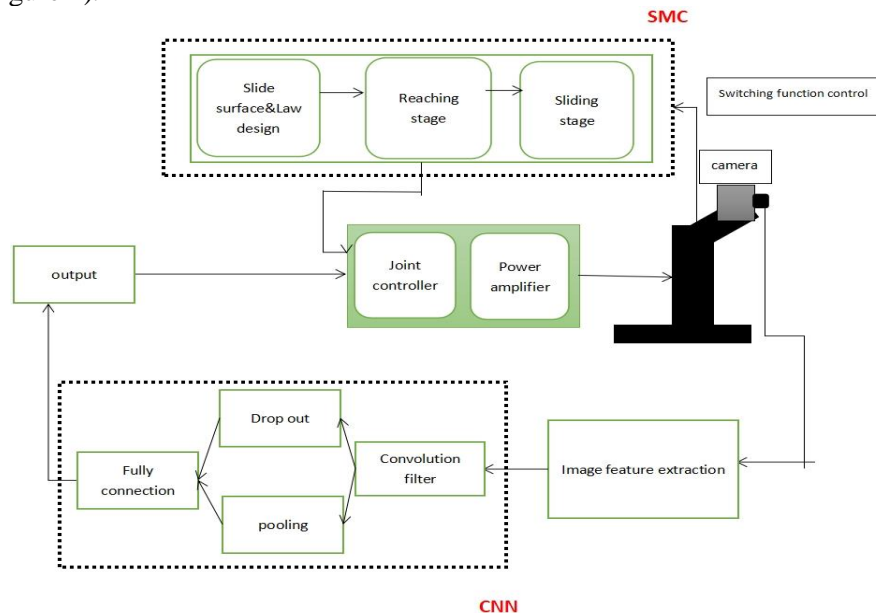 SMC
Slide
surface&Law
design
Reaching
stage
Sliding
stage
Switching function control
camera
output
Joint
controller
Power
amplifier
Drop out
Convolution
filter
Fully
connection
pooling
Image feature extraction
CNN